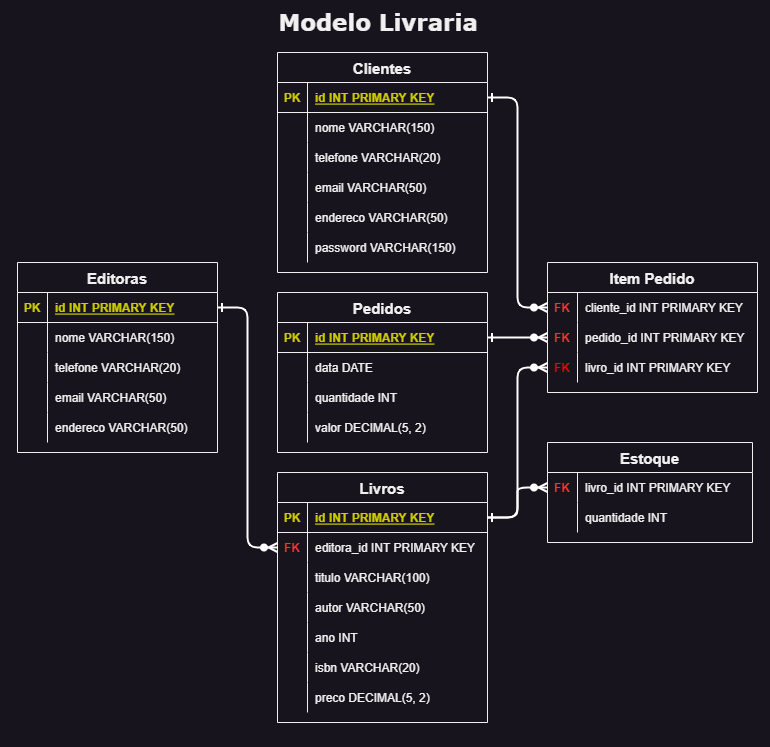 Modelo Livraria
Clientes
PK id INT PRIMARY KEY
nome VARCHAR(150)
telefone VARCHAR(20)
email VARCHAR(50)
endereco VARCHAR(50)
password VARCHAR(150)
Editoras
PK id INT PRIMARY KEY
nome VARCHAR(150)
telefone VARCHAR(20)
email VARCHAR(50)
endereco VARCHAR(50)
Pedidos
PK id INT PRIMARY KEY
data DATE
quantidade INT
valor DECIMAL(5, 2)
Item Pedido
FK cliente_id INT PRIMARY KEY
FK pedido_id INT PRIMARY KEY
FK livro_id INT PRIMARY KEY
Livros
PK id INT PRIMARY KEY
FK editora_id INT PRIMARY KEY
titulo VARCHAR(100)
autor VARCHAR(50)
ano INT
isbn VARCHAR(20)
preco DECIMAL(5, 2)
Estoque
FK livro_id INT PRIMARY KEY
quantidade INT